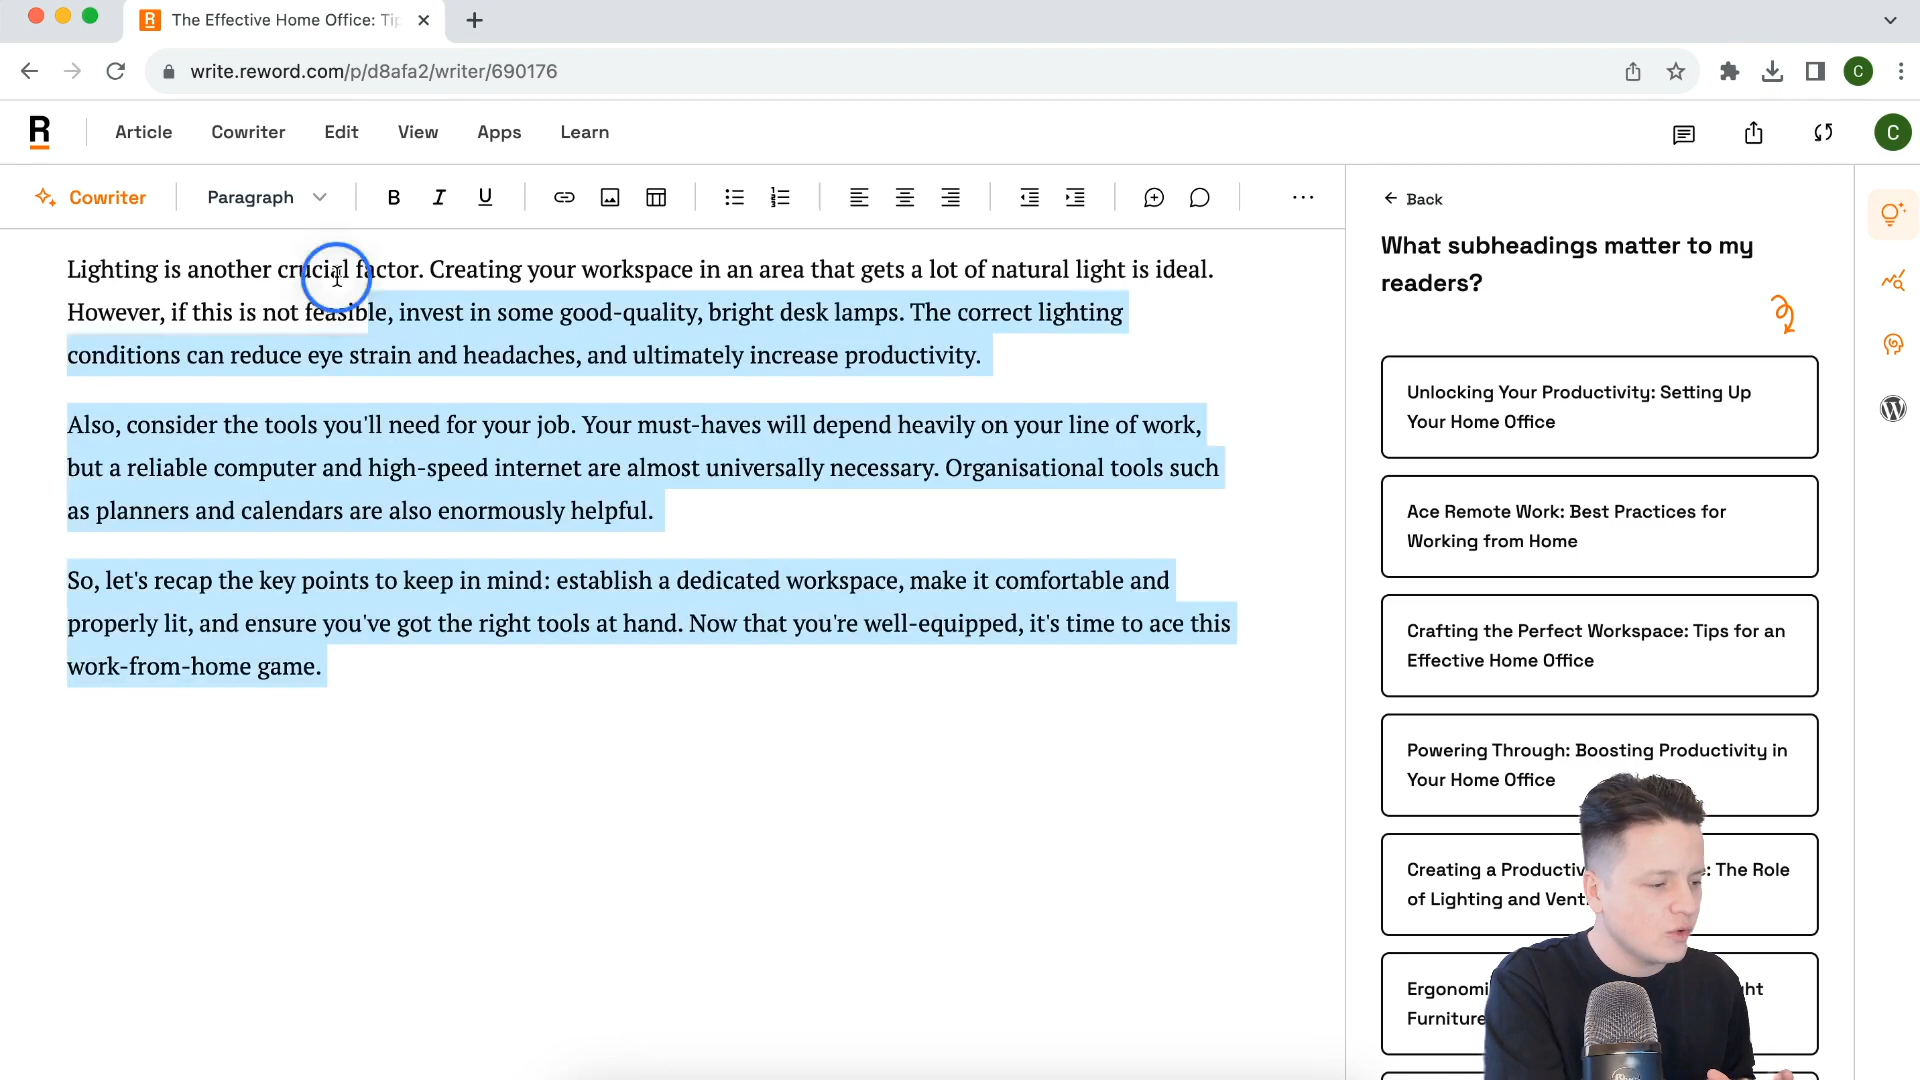 The Effective Home Office: Tip
write.reword.com/p/d8afa2/writer/690176
C
R
Article Cowriter Edit View Apps Learn
C
Cowriter Paragraph B I U
Back
What subheadings matter to my
readers?
Lighting is another crucial factor. Creating your workspace in an area that gets a lot of natural light is ideal.
However, if this is not feasible, invest in some good-quality, bright desk lamps. The correct lighting
conditions can reduce eye strain and headaches, and ultimately increase productivity.
Also, consider the tools you'll need for your job. Your must-haves will depend heavily on your line of work,
but a reliable computer and high-speed internet are almost universally necessary. Organisational tools such
as planners and calendars are also enormously helpful.
So, let's recap the key points to keep in mind: establish a dedicated workspace, make it comfortable and
properly lit, and ensure you've got the right tools at hand. Now that you're well-equipped, it's time to ace this
work-from-home game.
Unlocking Your Productivity: Setting Up
Your Home Office
Ace Remote Work: Best Practices for
Working from Home
Crafting the Perfect Workspace: Tips for an
Effective Home Office
Powering Through: Boosting Productivity in
Your Home Office
Creating a Productiv : The Role
of Lighting and Vent
Ergonomi ght
Furniture